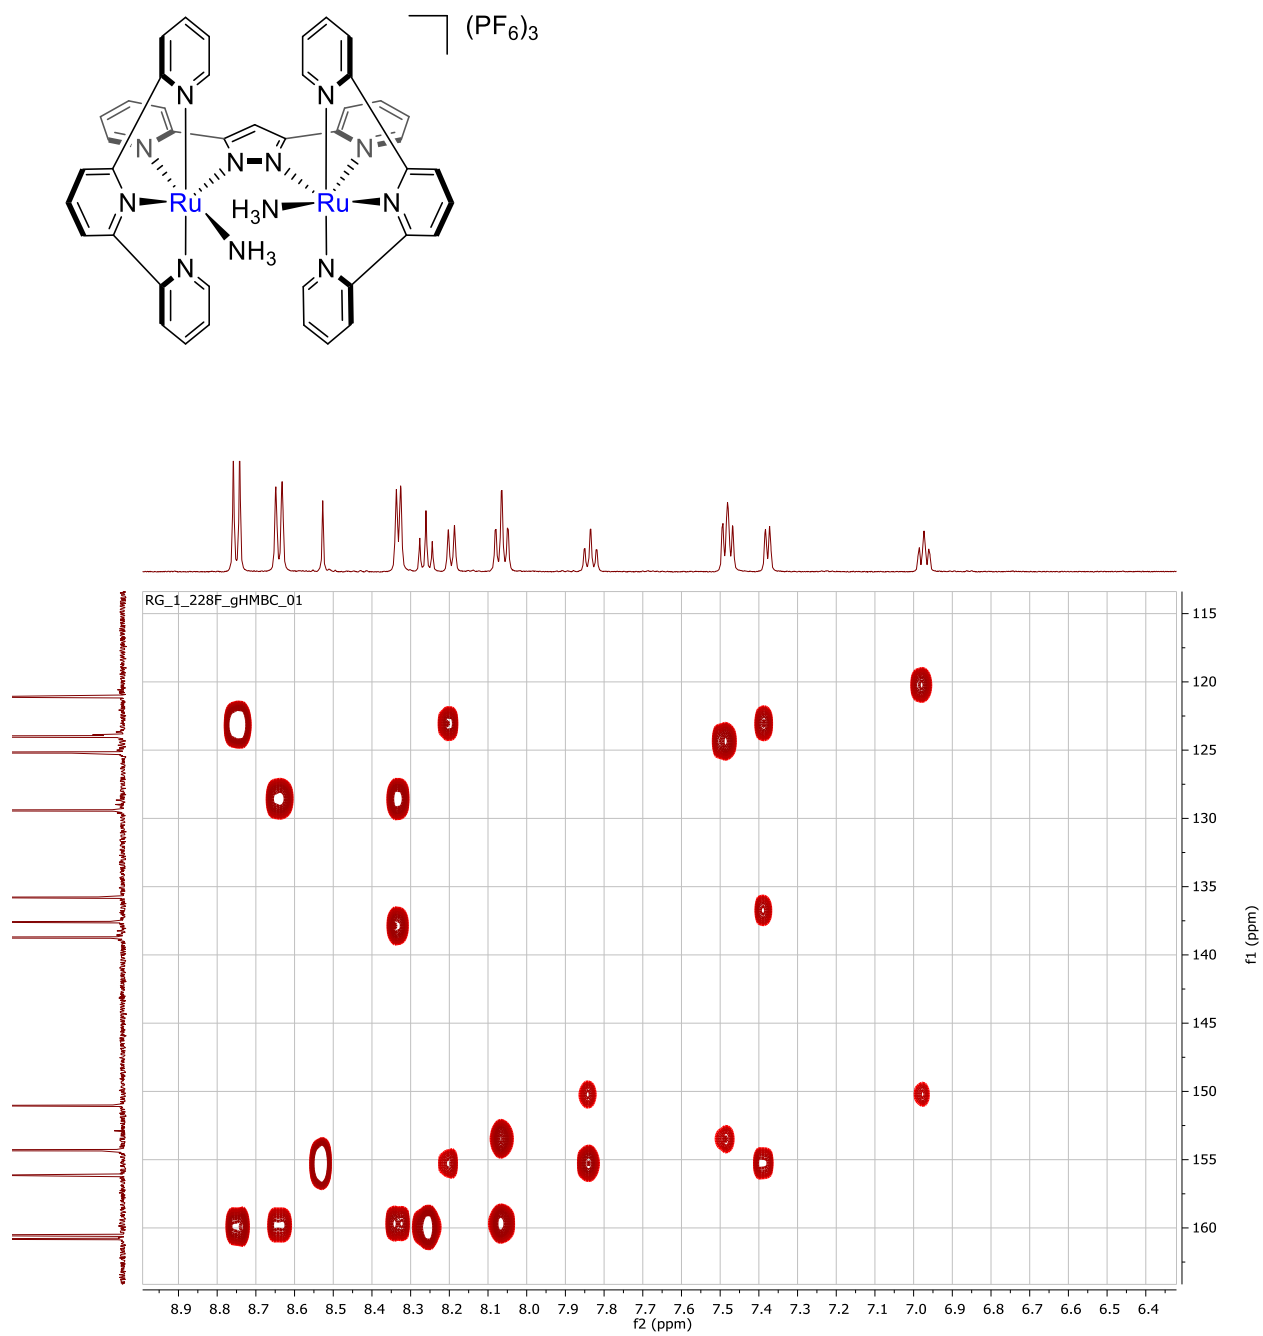 (PF6)3
N N
N N N N
N Ru H3N Ru N
NH3
N N
RG_1_228F_gHMBC_01
115
120
125
130
135
140
145
150
155
160
f1 (ppm)
8.9 8.8 8.7 8.6 8.5 8.4 8.3 8.2 8.1 8.0 7.9 7.8 7.7 7.6 7.5 7.4 7.3 7.2 7.1 7.0 6.9 6.8 6.7 6.6 6.5 6.4
f2 (ppm)